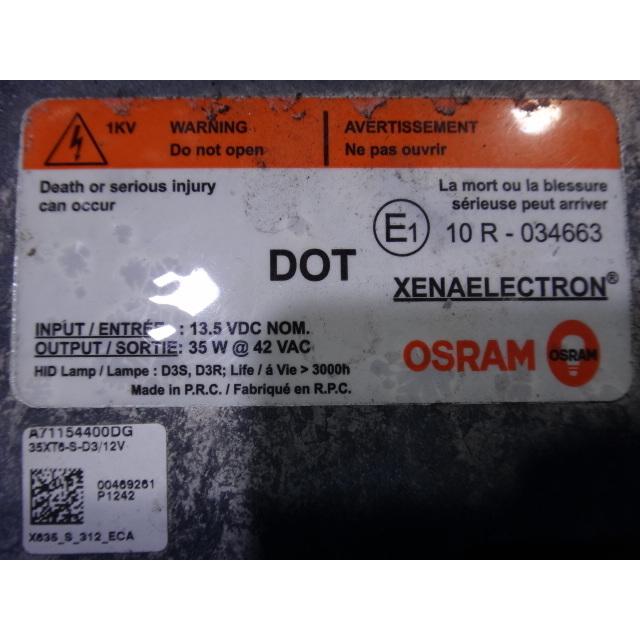 1KV WARNING AVERTISSEMENT
Do not open Ne pas ouvrir
Death or serious injury
can occur
La mort ou la blessure
sérieuse peut arriver
E1 10 R - 034663
DOT
XENAELECTRON®
INPUT / ENTRÉE : 13.5 VDC NOM.
OUTPUT / SORTIE: 35 W @ 42 VAC
HID Lamp / Lampe : D3S, D3R; Life / á Vie > 3000h
Made in P.R.C. / Fabriqué en R.P.C.
OSRAM OSRAM
A71154400DG
35XT6-S-D3/12V
00469261
P1242
X635_S_312_ECA